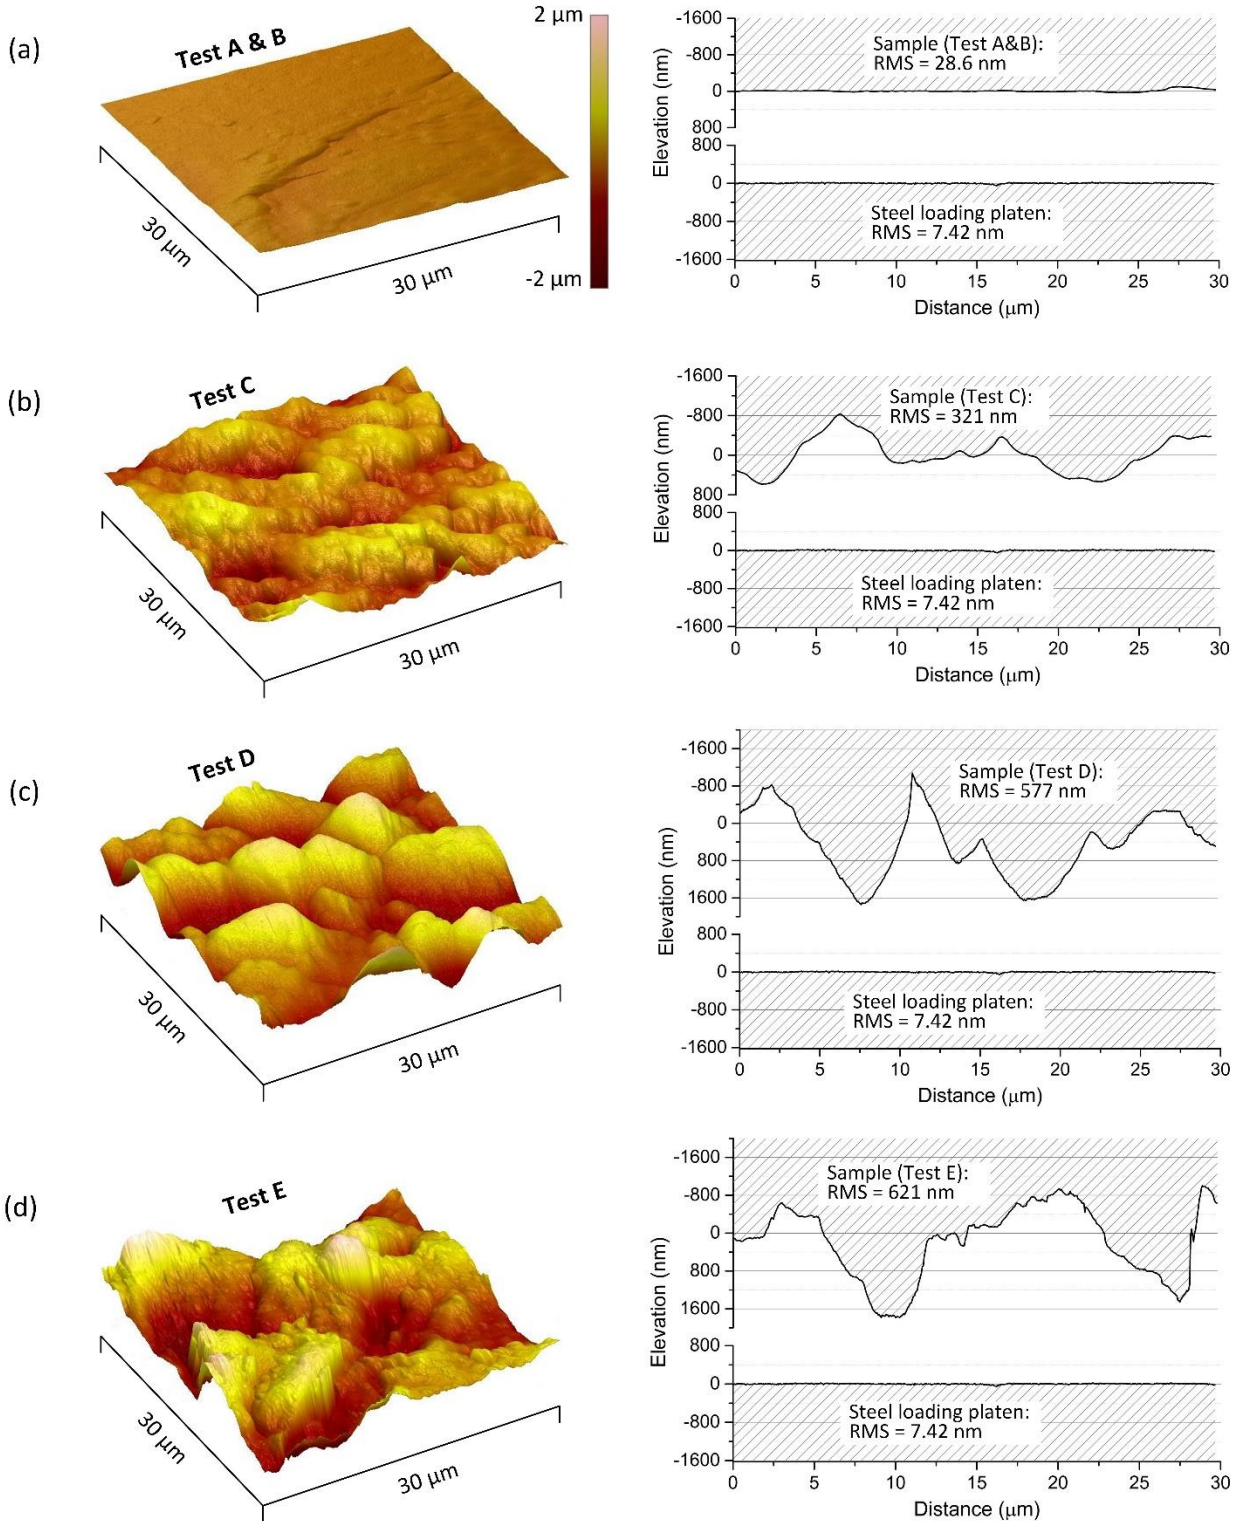 (a)
Test A & B
2 µm
-2 µm
30 µm
30 µm
Elevation (nm)
-1600
-800
0
800
800
0
-800
-1600
Sample (Test A&B):
RMS = 28.6 nm
Steel loading platen:
RMS = 7.42 nm
0 5 10 15 20 25 30
Distance (µm)
(b)
Test C
30 µm
30 µm
Elevation (nm)
-1600
-800
0
800
800
0
-800
-1600
Sample (Test C):
RMS = 321 nm
Steel loading platen:
RMS = 7.42 nm
0 5 10 15 20 25 30
Distance (µm)
(c)
Test D
30 µm
30 µm
Elevation (nm)
-1600
-800
0
800
1600
800
0
-800
-1600
Sample (Test D):
RMS = 577 nm
Steel loading platen:
RMS = 7.42 nm
0 5 10 15 20 25 30
Distance (µm)
(d)
Test E
30 µm
30 µm
Elevation (nm)
-1600
-800
0
800
1600
800
0
-800
-1600
Sample (Test E):
RMS = 621 nm
Steel loading platen:
RMS = 7.42 nm
0 5 10 15 20 25 30
Distance (µm)